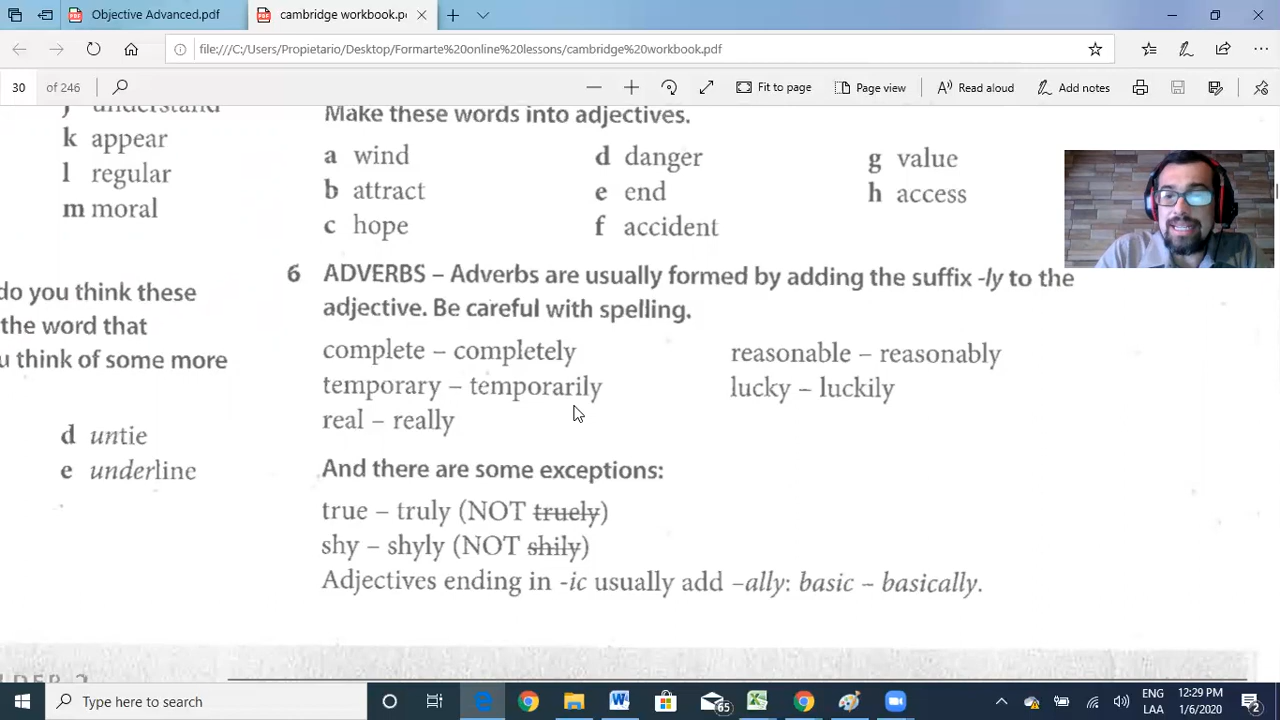 Objective Advanced.pdf
cambridge workbook.p
file:///C:/Users/Propietario/Desktop/Formarte%20online%20lessons/cambridge%20workbook.pdf
30 of 246
Fit to page
Page view
Read aloud
Add notes
j understand
k appear
l regular
m moral
do you think these
the word that
u think of some more
d untie
e underline
Make these words into adjectives.
a wind
b attract
c hope
d danger
e end
f accident
g value
h access
6 ADVERBS – Adverbs are usually formed by adding the suffix -ly to the
adjective. Be careful with spelling.
complete – completely
temporary – temporarily
real – really
reasonable – reasonably
lucky – luckily
And there are some exceptions:
true – truly (NOT truely)
shy – shyly (NOT shily)
Adjectives ending in -ic usually add –ally: basic – basically.
Type here to search
65
ENG
LAA
12:29 PM
1/6/2020
2